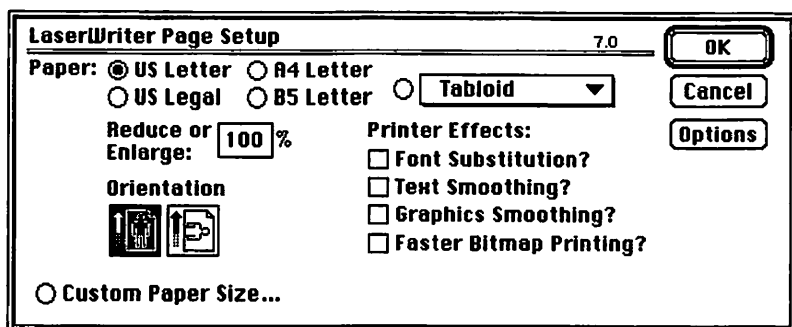 LaserWriter Page Setup 7.0 OK
Paper: US Letter A4 Letter
US Legal B5 Letter Tabloid Cancel
Reduce or Enlarge: 100 % Printer Effects: Options
Font Substitution?
Orientation Text Smoothing?
Graphics Smoothing?
Faster Bitmap Printing?
Custom Paper Size...